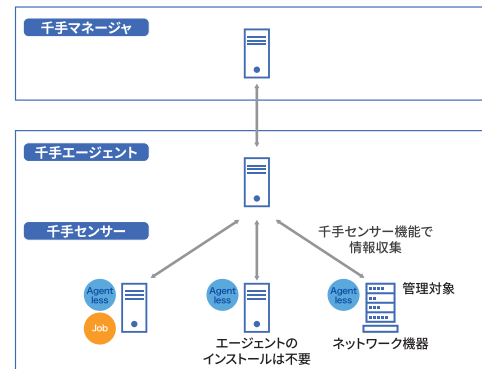 千手マネージャ
千手エージェント
千手センサー
千手センサー機能で
情報収集
Agent
less
Job
Agent
less
Agent
less
管理対象
エージェントの
インストールは不要
ネットワーク機器